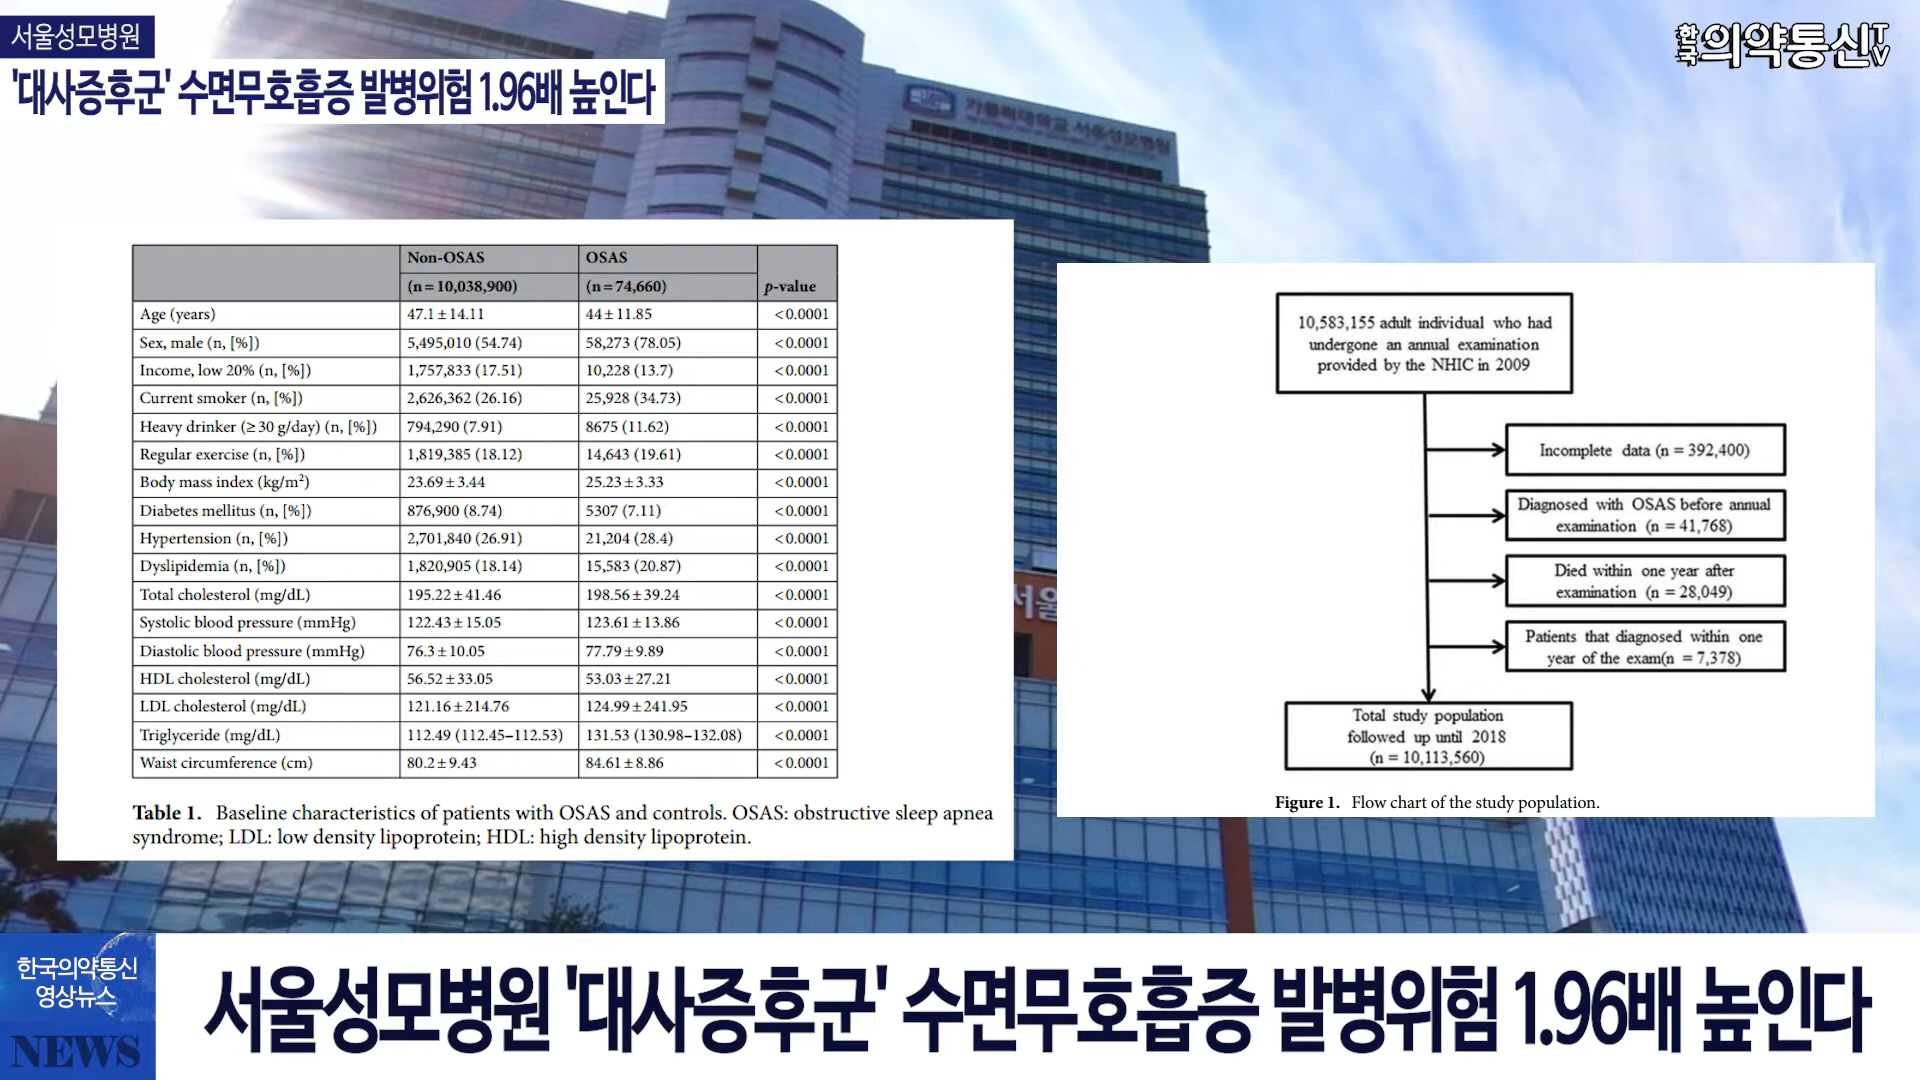 서울성모병원
'대사증후군' 수면무호흡증 발병위험 1.96배 높인다
한국 의약통신 TV
가톨릭대학교 서울성모병원
Non-OSAS OSAS
(n = 10,038,900) (n = 74,660) p-value
Age (years) 47.1 ± 14.11 44 ± 11.85 < 0.0001
Sex, male (n, [%]) 5,495,010 (54.74) 58,273 (78.05) < 0.0001
Income, low 20% (n, [%]) 1,757,833 (17.51) 10,228 (13.7) < 0.0001
Current smoker (n, [%]) 2,626,362 (26.16) 25,928 (34.73) < 0.0001
Heavy drinker (≥ 30 g/day) (n, [%]) 794,290 (7.91) 8675 (11.62) < 0.0001
Regular exercise (n, [%]) 1,819,385 (18.12) 14,643 (19.61) < 0.0001
Body mass index (kg/m²) 23.69 ± 3.44 25.23 ± 3.33 < 0.0001
Diabetes mellitus (n, [%]) 876,900 (8.74) 5307 (7.11) < 0.0001
Hypertension (n, [%]) 2,701,840 (26.91) 21,204 (28.4) < 0.0001
Dyslipidemia (n, [%]) 1,820,905 (18.14) 15,583 (20.87) < 0.0001
Total cholesterol (mg/dL) 195.22 ± 41.46 198.56 ± 39.24 < 0.0001
Systolic blood pressure (mmHg) 122.43 ± 15.05 123.61 ± 13.86 < 0.0001
Diastolic blood pressure (mmHg) 76.3 ± 10.05 77.79 ± 9.89 < 0.0001
HDL cholesterol (mg/dL) 56.52 ± 33.05 53.03 ± 27.21 < 0.0001
LDL cholesterol (mg/dL) 121.16 ± 214.76 124.99 ± 241.95 < 0.0001
Triglyceride (mg/dL) 112.49 (112.45–112.53) 131.53 (130.98–132.08) < 0.0001
Waist circumference (cm) 80.2 ± 9.43 84.61 ± 8.86 < 0.0001
Table 1. Baseline characteristics of patients with OSAS and controls. OSAS: obstructive sleep apnea
syndrome; LDL: low density lipoprotein; HDL: high density lipoprotein.
10,583,155 adult individual who had
undergone an annual examination
provided by the NHIC in 2009
Incomplete data (n = 392,400)
Diagnosed with OSAS before annual
examination (n = 41,768)
Died within one year after
examination (n = 28,049)
Patients that diagnosed within one
year of the exam(n = 7,378)
Total study population
followed up until 2018
(n = 10,113,560)
Figure 1. Flow chart of the study population.
서울
한국의약통신
영상뉴스
NEWS
서울성모병원 '대사증후군' 수면무호흡증 발병위험 1.96배 높인다